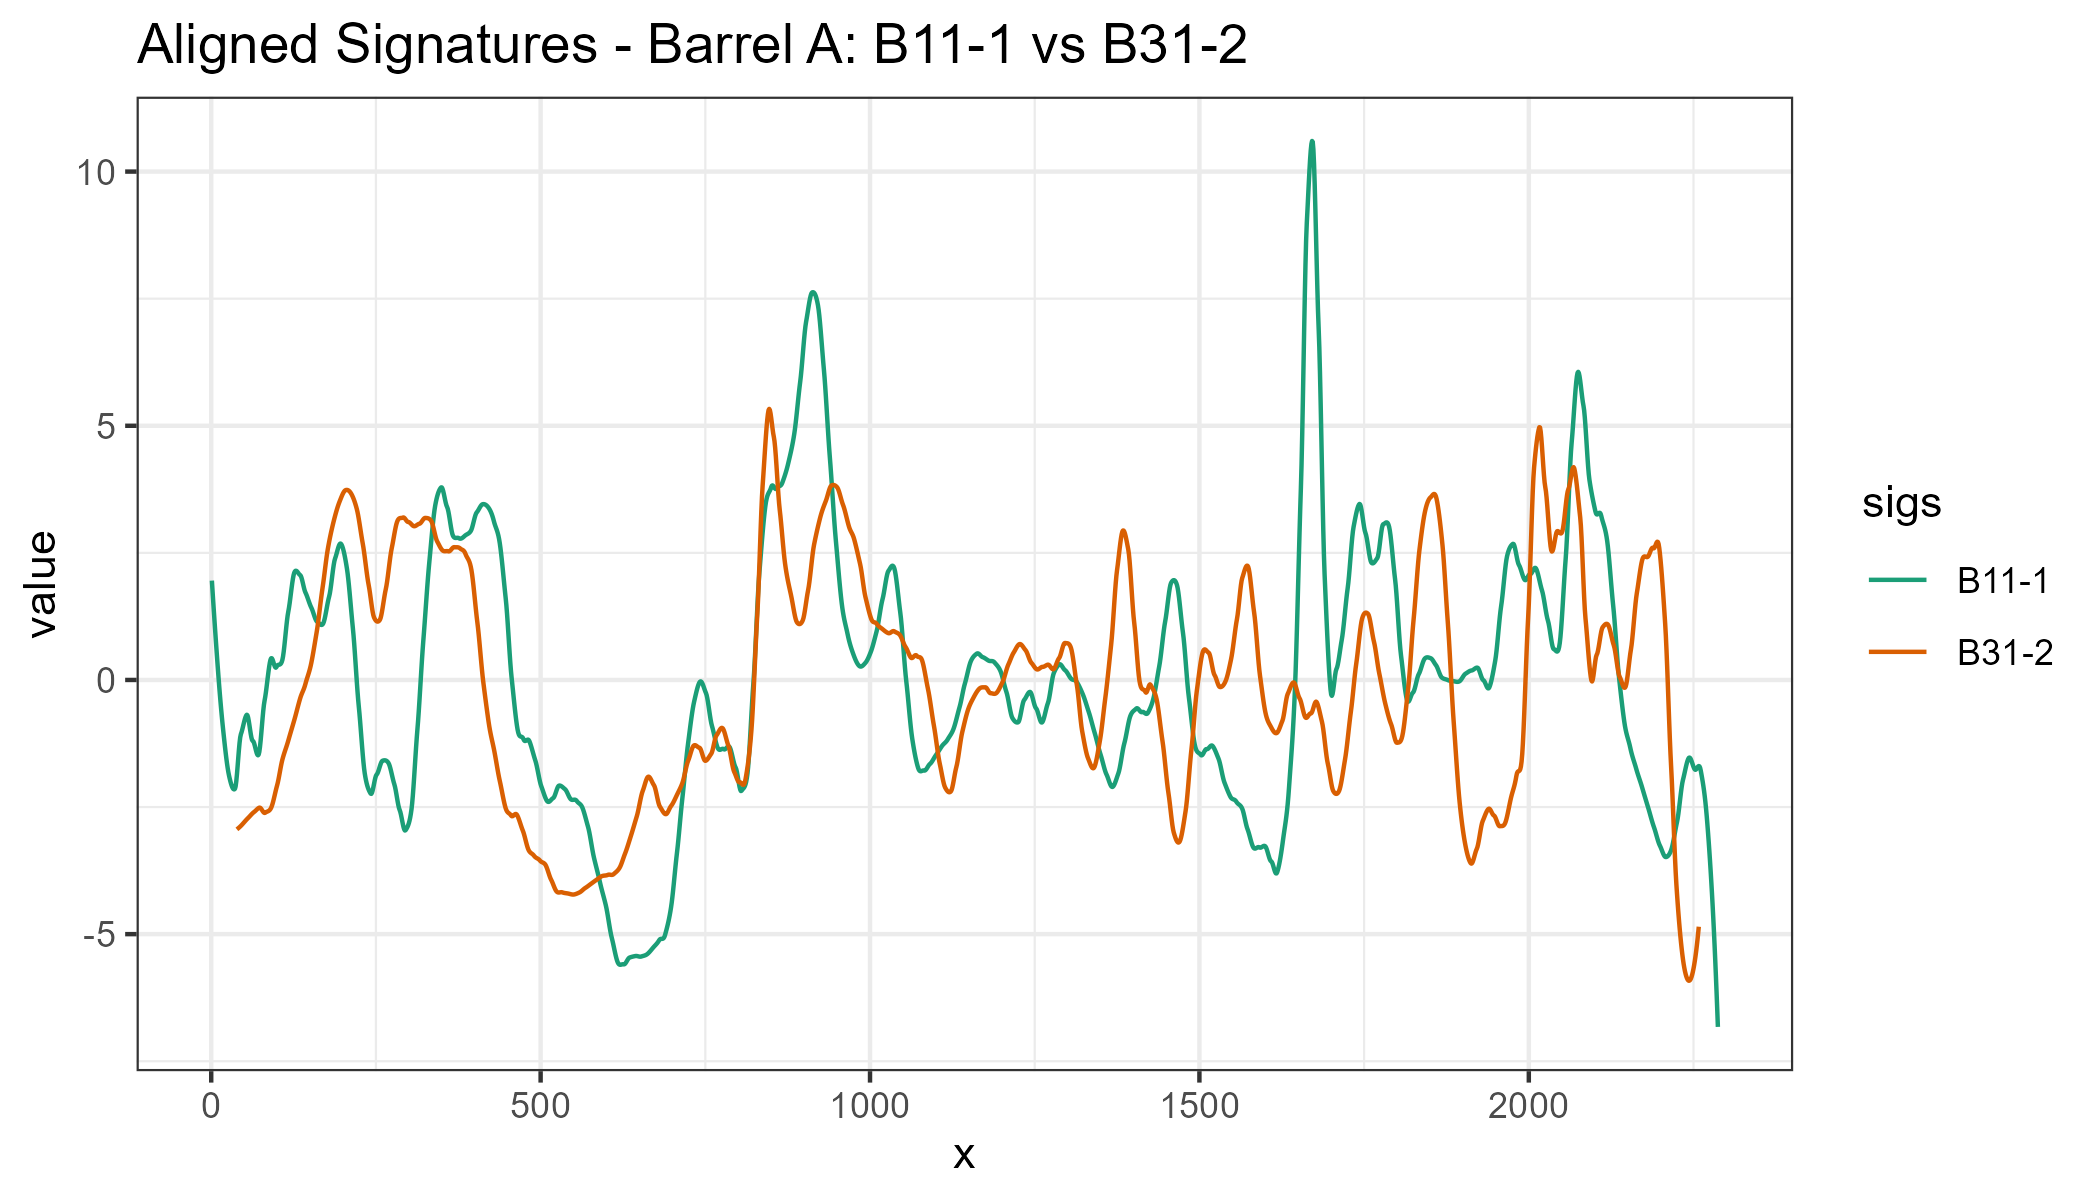 Aligned Signatures - Barrel A: B11-1 vs B31-2
value
10
5
0
-5
0
500
1000
1500
2000
x
sigs
B11-1
B31-2